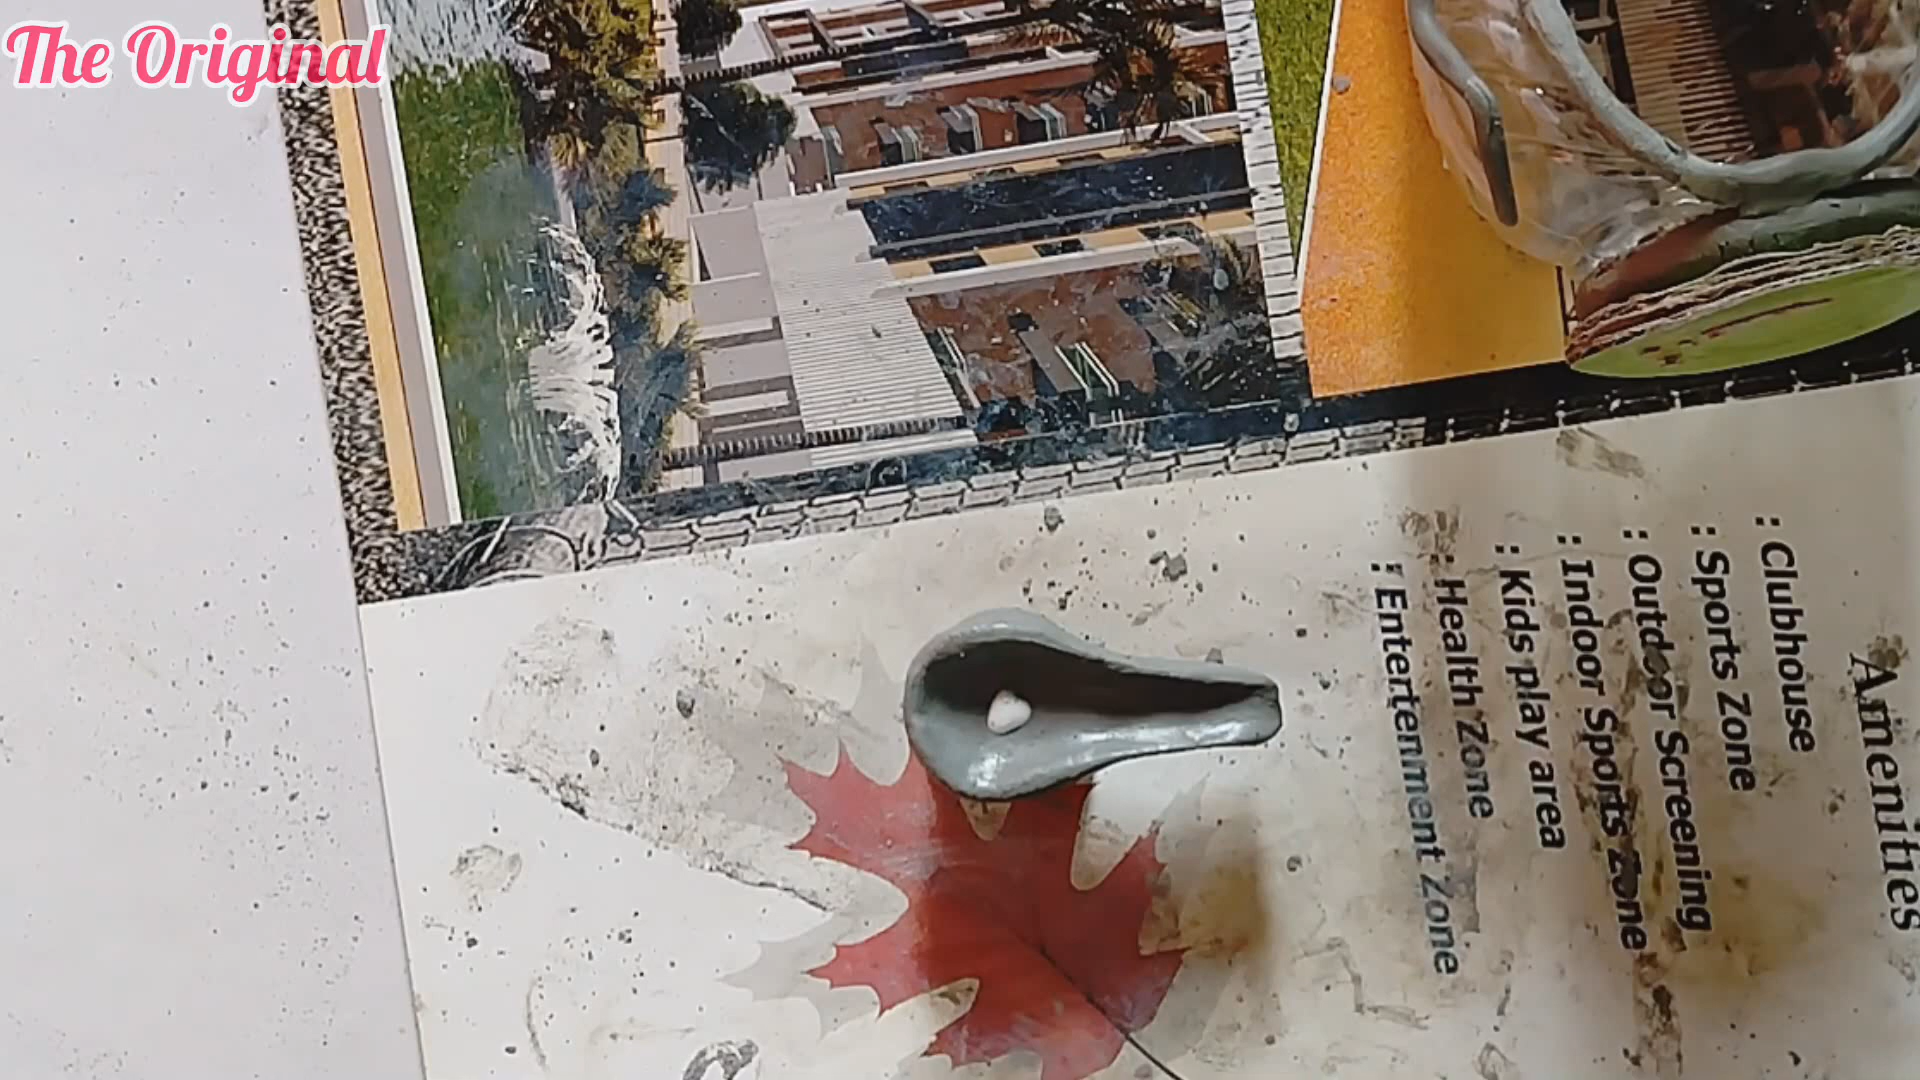 The Original
Amenities
: Clubhouse
: Sports Zone
: Outdoor Screening
: Indoor Sports Zone
: Kids play area
: Health Zone
: Entertenment Zone